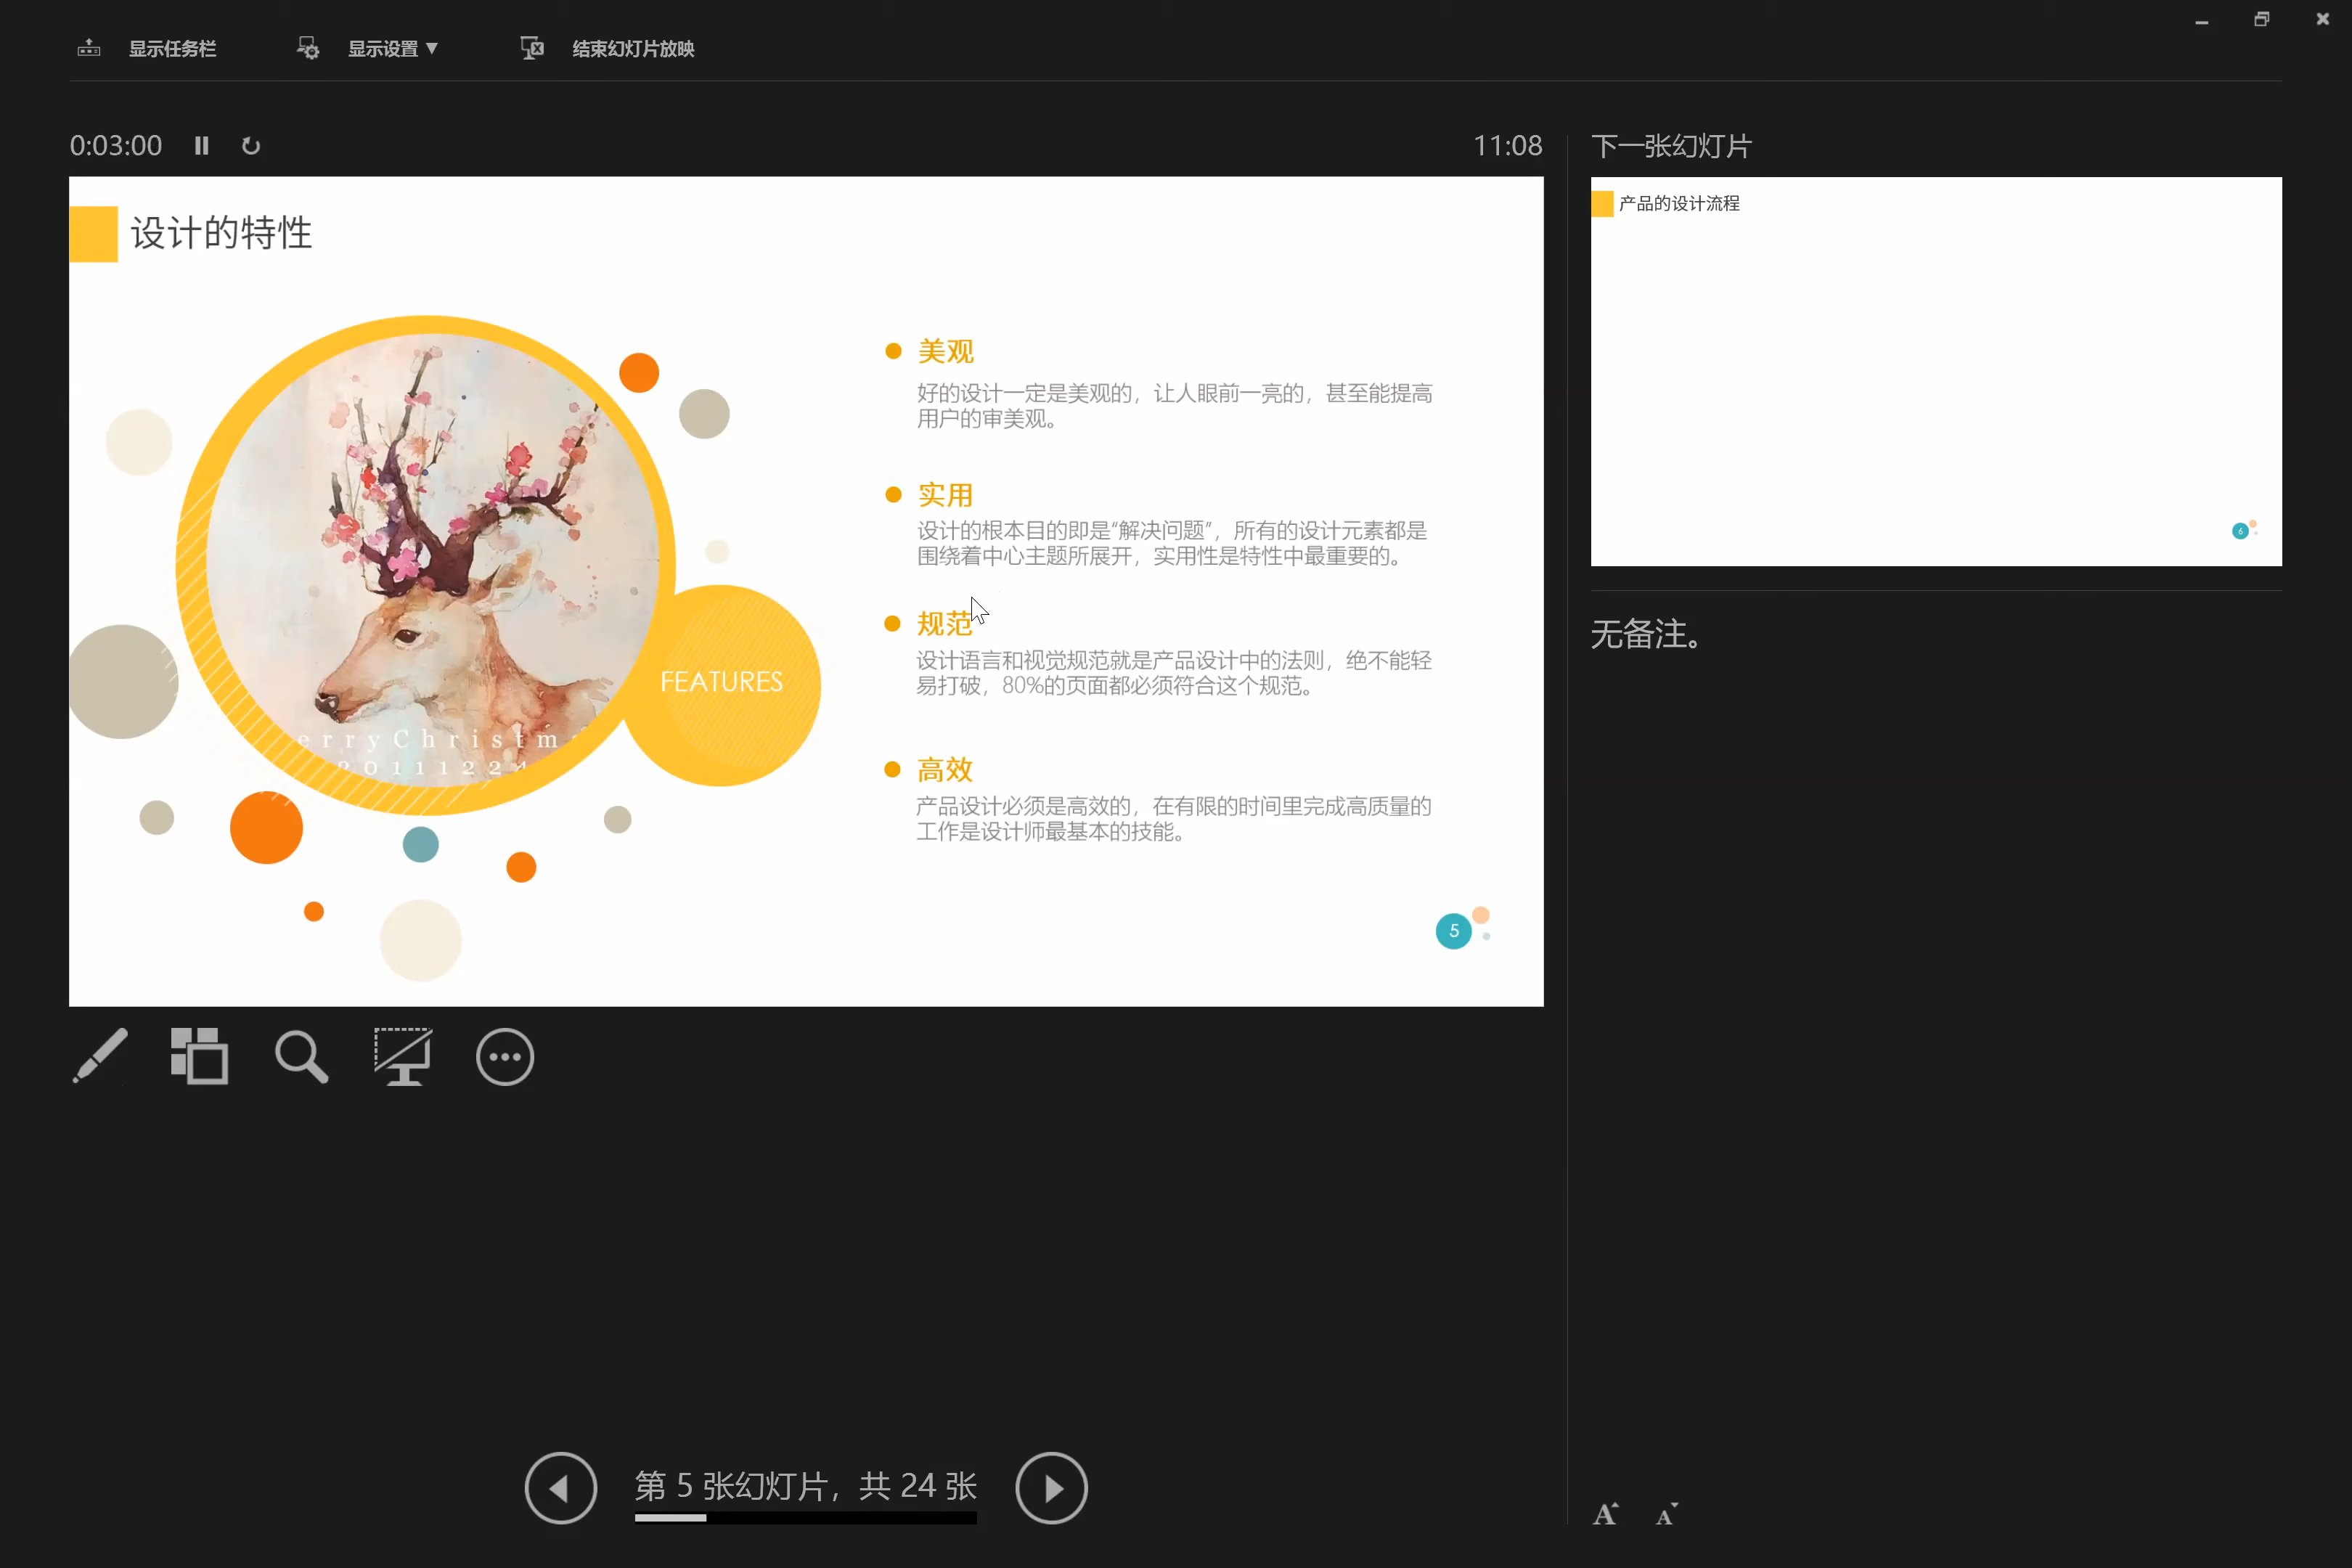 显示任务栏
显示设置 ▼
结束幻灯片放映
0:03:00
11:08
下一张幻灯片
设计的特性
美观
好的设计一定是美观的，让人眼前一亮的，甚至能提高
用户的审美观。
实用
设计的根本目的即是“解决问题”，所有的设计元素都是
围绕着中心主题所展开，实用性是特性中最重要的。
规范
设计语言和视觉规范就是产品设计中的法则，绝不能轻
易打破，80%的页面都必须符合这个规范。
高效
产品设计必须是高效的，在有限的时间里完成高质量的
工作是设计师最基本的技能。
FEATURES
erryChristm
20111224
5
产品的设计流程
6
无备注。
第 5 张幻灯片，共 24 张
A A